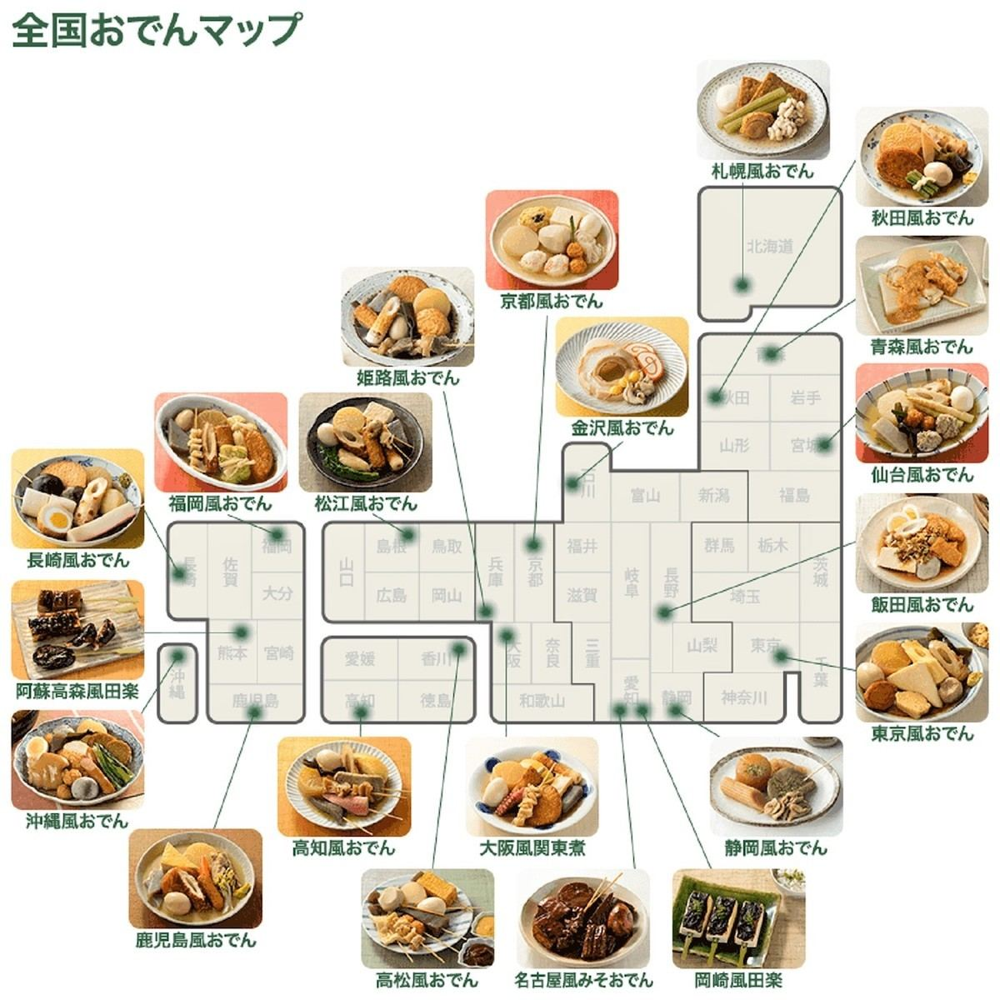 全国おでんマップ
札幌風おでん
秋田風おでん
北海道
京都風おでん
青森風おでん
青森
姫路風おでん
金沢風おでん
秋田
岩手
山形
宮城
仙台風おでん
福岡風おでん
松江風おでん
石川
富山
新潟
福島
長崎風おでん
長崎
佐賀
福岡
大分
山口
島根
鳥取
兵庫
京都
福井
岐阜
長野
群馬
栃木
茨城
広島
岡山
滋賀
埼玉
飯田風おでん
熊本
宮崎
愛媛
香川
大阪
奈良
三重
山梨
東京
千葉
阿蘇高森風田楽
沖縄
鹿児島
高知
徳島
和歌山
愛知
静岡
神奈川
東京風おでん
沖縄風おでん
高知風おでん
大阪風関東煮
静岡風おでん
鹿児島風おでん
高松風おでん
名古屋風みそおでん
岡崎風田楽